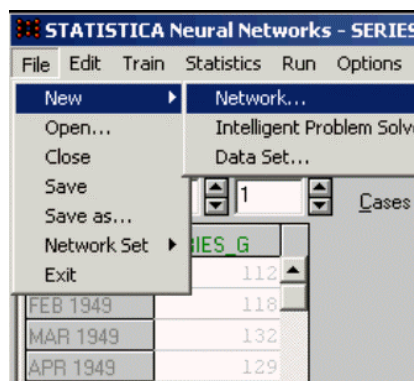 STATISTICA Neural Networks - SERIES
File Edit Train Statistics Run Options
New Network...
Open... Intelligent Problem Solve
Close Data Set...
Save
1 Cases
Save as...
Network Set IES_G
Exit 112
FEB 1949 118
MAR 1949 132
APR 1949 129